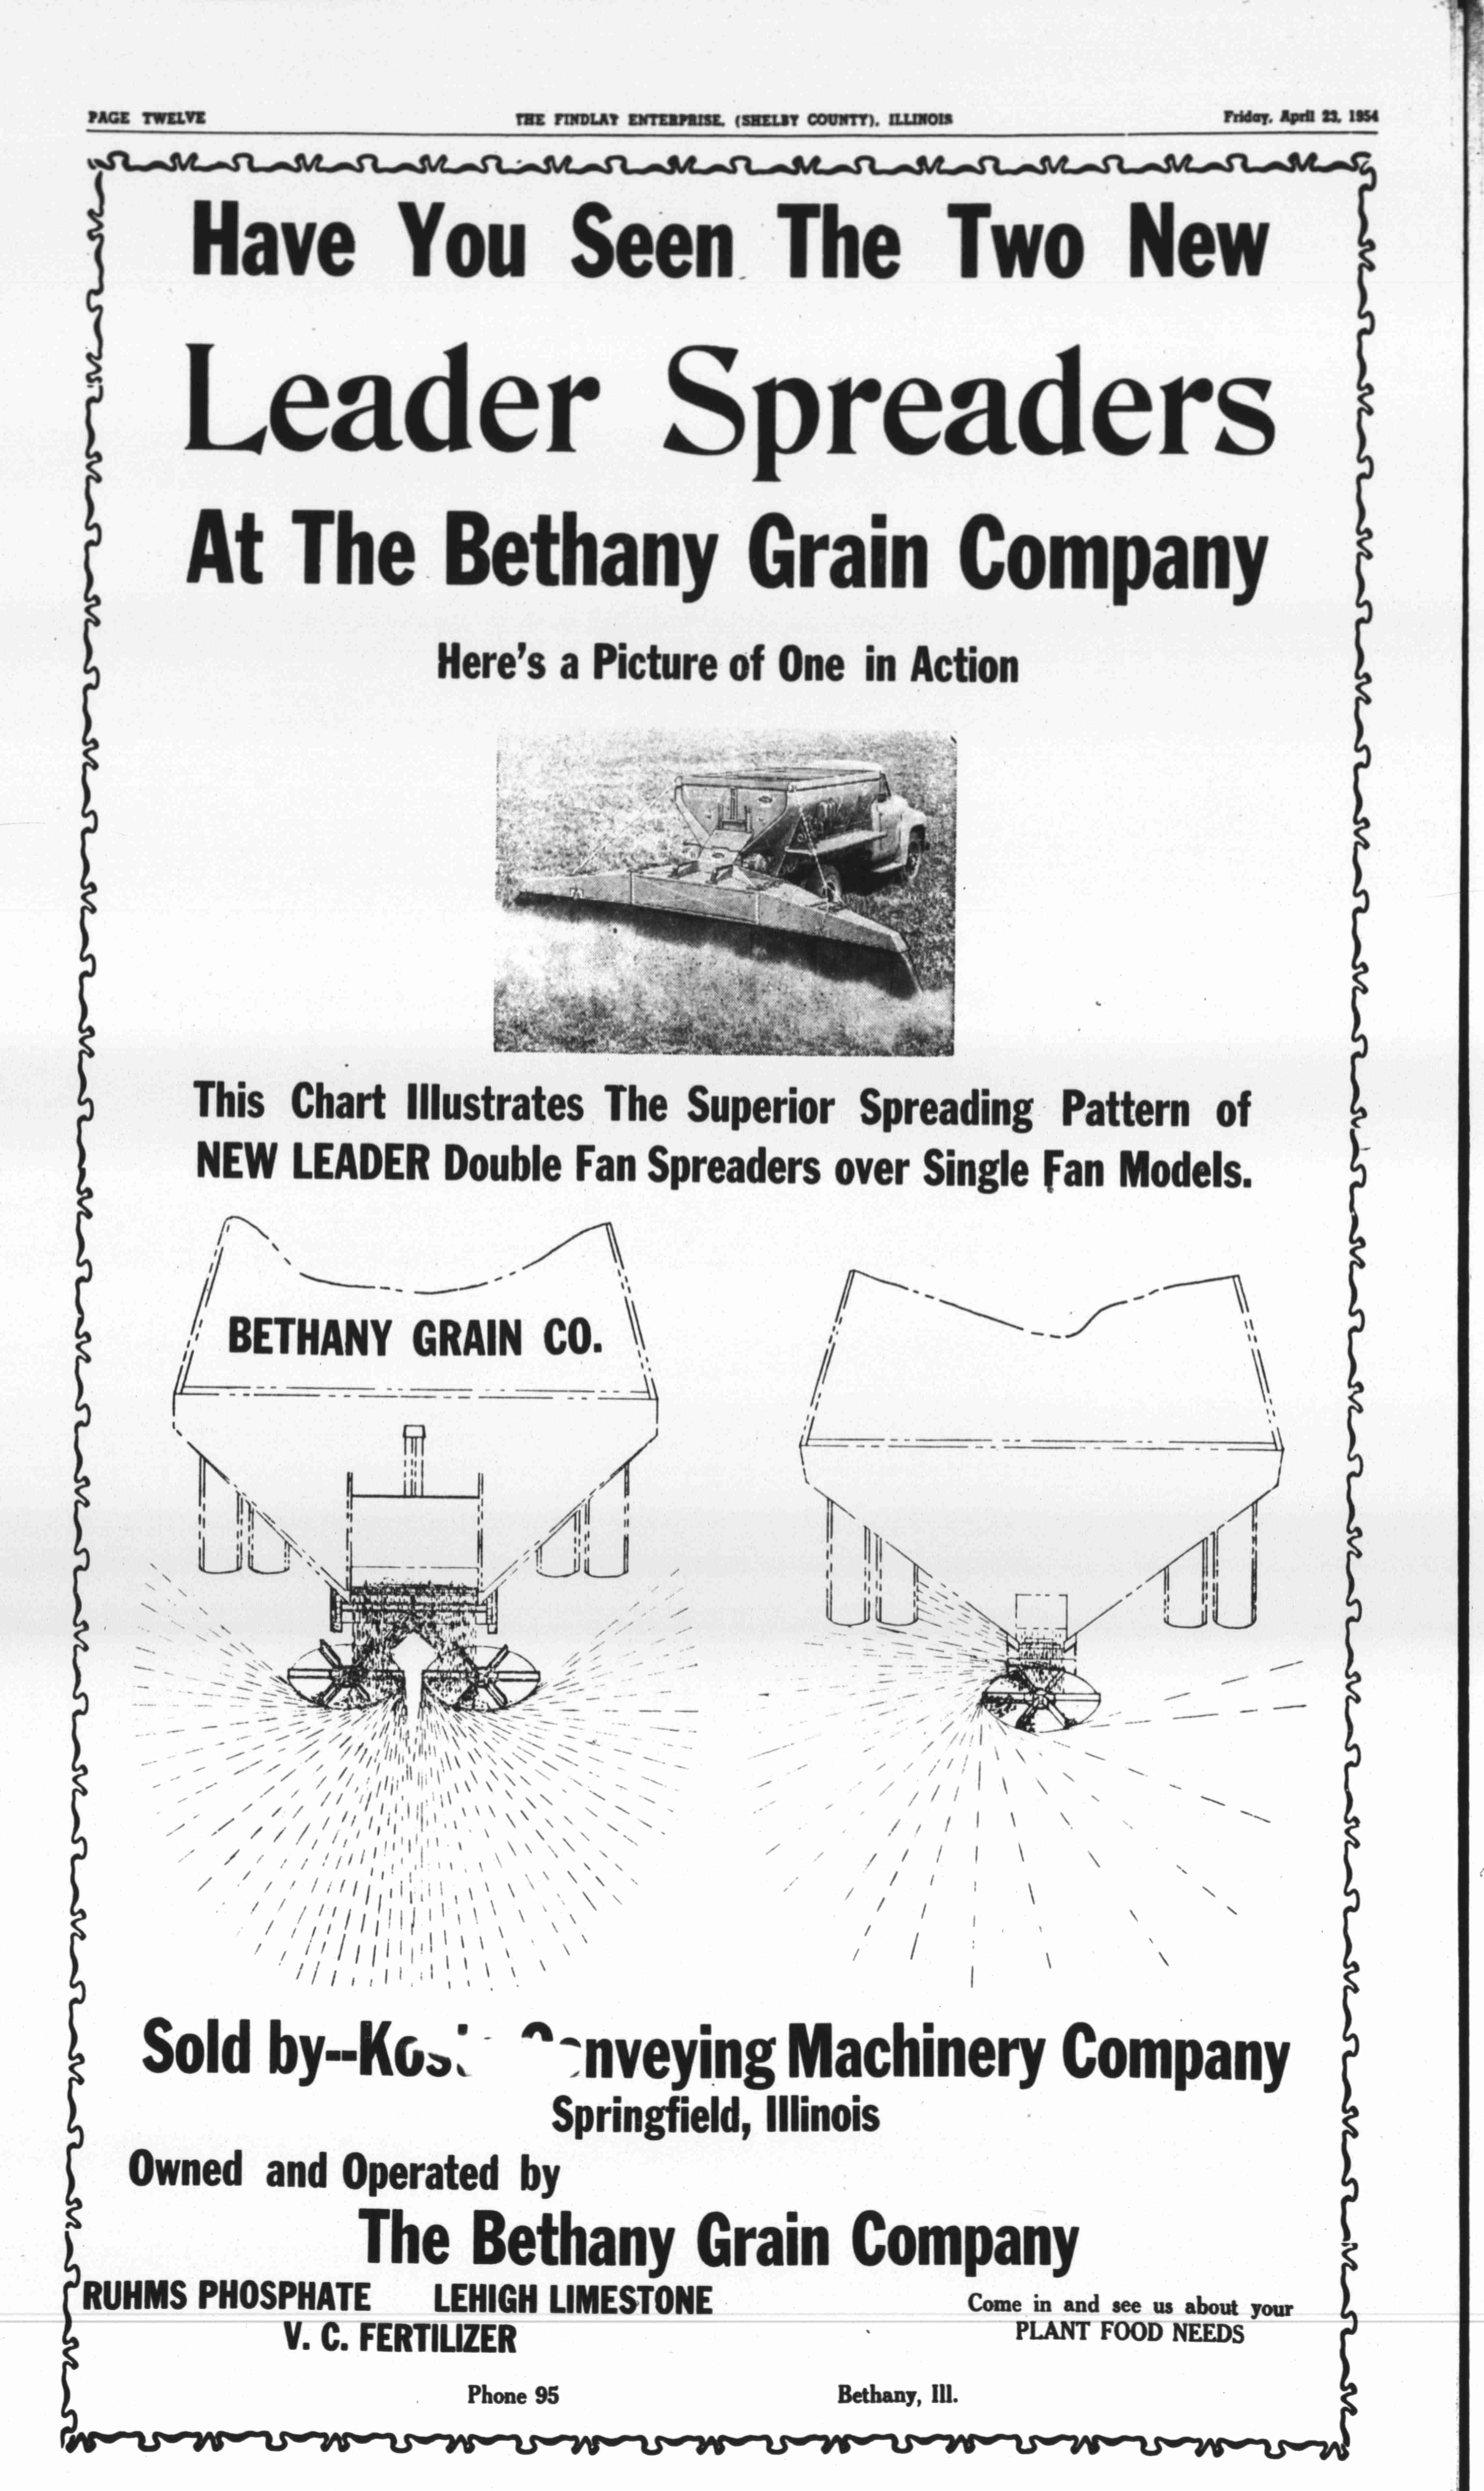 PAGE TWELVE
THE FINDLAY ENTERPRISE, (SHELBY COUNTY), ILLINOIS
Friday, April 23, 1954
Have You Seen The Two New
Leader Spreaders
At The Bethany Grain Company
Here's a Picture of One in Action
This Chart Illustrates The Superior Spreading Pattern of
NEW LEADER Double Fan Spreaders over Single Fan Models.
BETHANY GRAIN CO.
Sold by-- Machinery Company
Springfield, Illinois
Owned and Operated by
The Bethany Grain Company
RUHMS PHOSPHATE LEHIGH LIMESTONE
V. C. FERTILIZER
Come in and see us about your
PLANT FOOD NEEDS
Phone 95 Bethany, Ill.